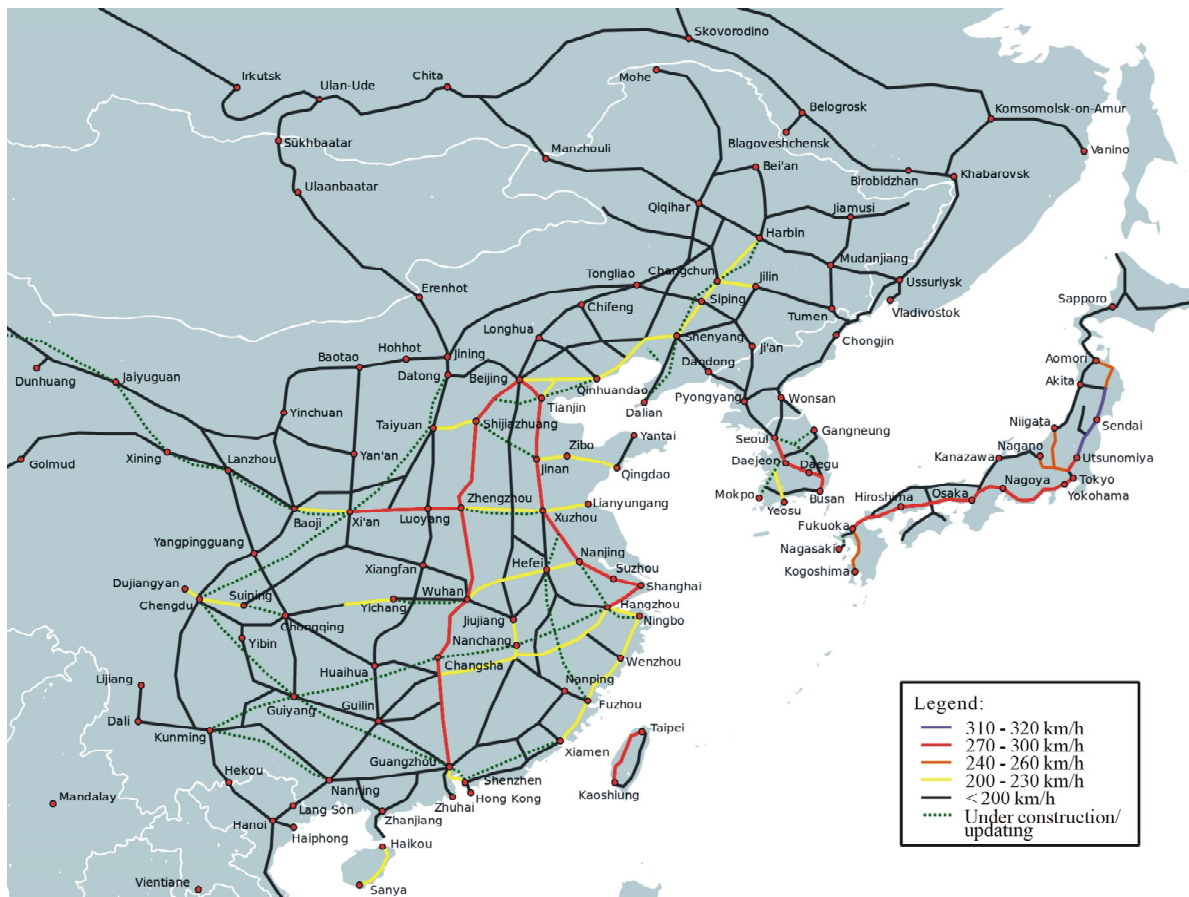 Skovorodino
Irkutsk
Ulan-Ude
Chita
Mohe
Belogrosk
Komsomolsk-on-Amur
Sükhbaatar
Manzhouli
Blagoveshchensk
Vanino
Bei'an
Birobidzhan
Khabarovsk
Ulaanbaatar
Qiqihar
Jiamusi
Harbin
Mudanjiang
Tongliao
Changchun
Jilin
Ussuriysk
Erenhot
Chifeng
Siping
Tumen
Vladivostok
Sapporo
Longhua
Shenyang
Chongjin
Hohhot
Baotao
Jining
Ji'an
Aomori
Dunhuang
Jaiyuguan
Datong
Beijing
Qinhuandao
Dandong
Akita
Tianjin
Dalian
Pyongyang
Wonsan
Yinchuan
Taiyuan
Shijiazhuang
Niigata
Sendai
Yantai
Seoul
Gangneung
Golmud
Xining
Lanzhou
Yan'an
Zibo
Jinan
Qingdao
Daejeon
Daegu
Kanazawa
Nagano
Utsunomiya
Tokyo
Yokohama
Zhengzhou
Lianyungang
Mokpo
Yeosu
Busan
Hiroshima
Osaka
Nagoya
Baoji
Xi'an
Luoyang
Xuzhou
Fukuoka
Yangpingguang
Nagasaki
Xiangfan
Hefei
Nanjing
Suzhou
Kogoshima
Dujiangyan
Suining
Wuhan
Shanghai
Chengdu
Yichang
Hangzhou
Chongqing
Jiujiang
Ningbo
Yibin
Nanchang
Huaihua
Changsha
Wenzhou
Lijiang
Nanping
Dali
Guiyang
Guilin
Fuzhou
Kunming
Taipei
Xiamen
Guangzhou
Hekou
Shenzhen
Nanning
Kaoshiung
Hong Kong
Mandalay
Lang Son
Zhuhai
Zhanjiang
Hanoi
Haiphong
Haikou
Vientiane
Sanya
Legend:
310 - 320 km/h
270 - 300 km/h
240 - 260 km/h
200 - 230 km/h
< 200 km/h
Under construction/
updating